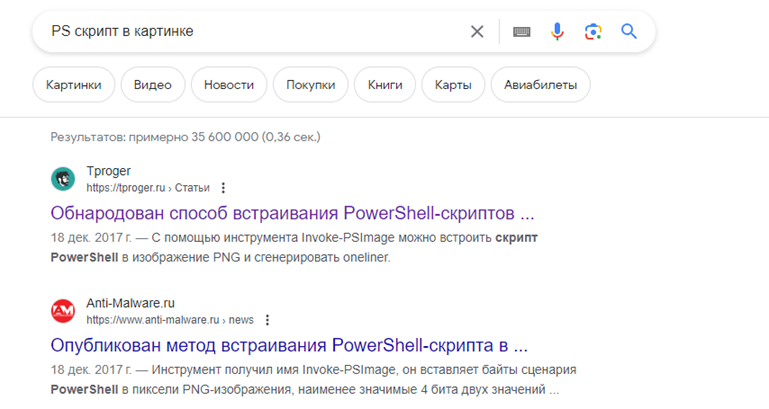 PS скрипт в картинке
Картинки Видео Новости Покупки Книги Карты Авиабилеты
Результатов: примерно 35 600 000 (0,36 сек.)
Tproger
https://tproger.ru › Статьи
Обнародован способ встраивания PowerShell-скриптов ...
18 дек. 2017 г. — С помощью инструмента Invoke-PSImage можно встроить скрипт
PowerShell в изображение PNG и сгенерировать oneliner.
AM
Anti-Malware.ru
https://www.anti-malware.ru › news
Опубликован метод встраивания PowerShell-скрипта в ...
18 дек. 2017 г. — Инструмент получил имя Invoke-PSImage, он вставляет байты сценария
PowerShell в пиксели PNG-изображения, наименее значимые 4 бита двух значений ...